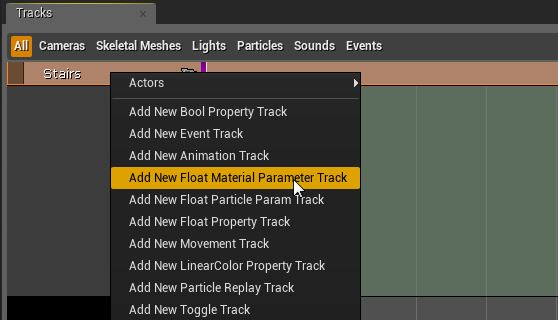 Tracks
All Cameras Skeletal Meshes Lights Particles Sounds Events
Stairs
Actors
Add New Bool Property Track
Add New Event Track
Add New Animation Track
Add New Float Material Parameter Track
Add New Float Particle Param Track
Add New Float Property Track
Add New Movement Track
Add New LinearColor Property Track
Add New Particle Replay Track
Add New Toggle Track